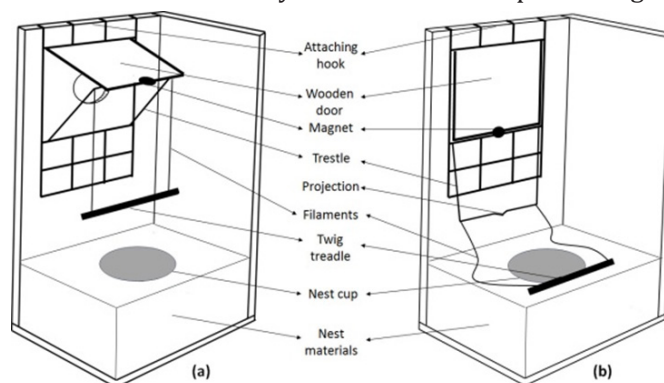 Attaching
hook
Wooden
door
Magnet
Trestle
Projection
Filaments
Twig
treadle
Nest cup
Nest
materials
(a)
(b)